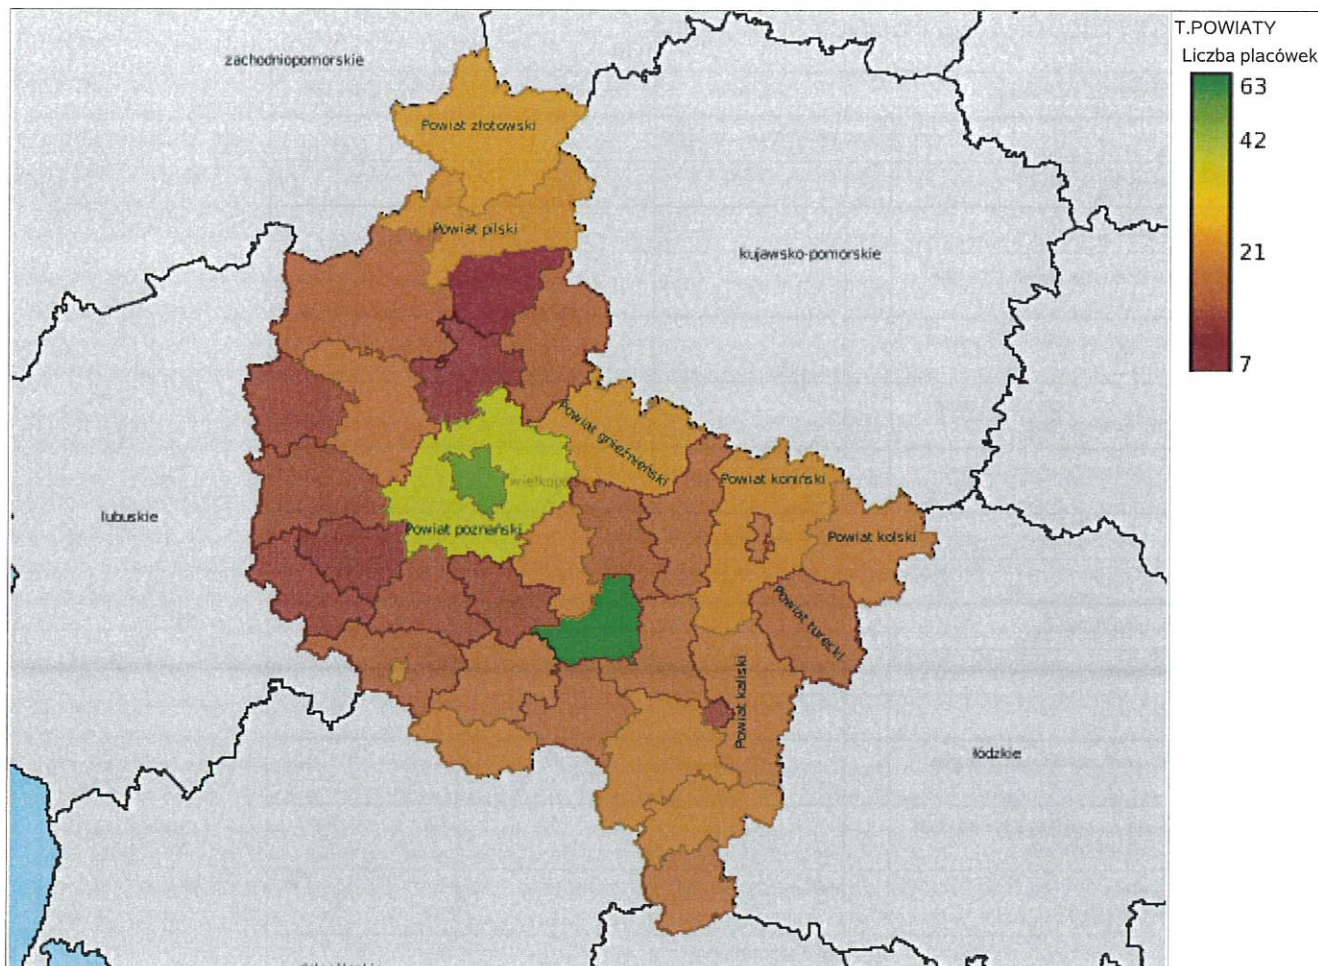 T.POWIATY
Liczba placówek
63
42
21
7
zachodniopomorskie
Powiat złotowski
Powiat pilski
kujawsko-pomorskie
Powiat gnieźnieński
Powiat koniński
lubuskie
Powiat poznański
Powiat kolski
Powiat turecki
Powiat kaliski
łódzkie